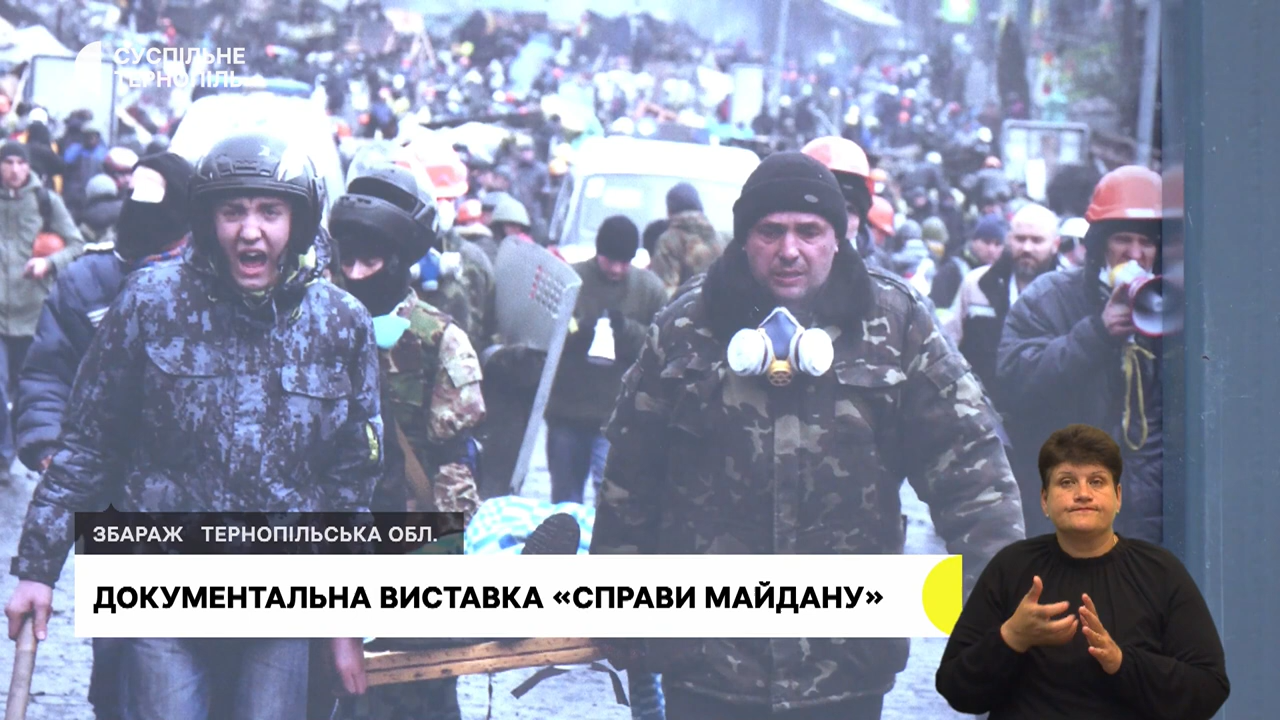 СУСПІЛЬНЕ
ТЕРНОПІЛЬ
ЗБАРАЖ ТЕРНОПІЛЬСЬКА ОБЛ.
ДОКУМЕНТАЛЬНА ВИСТАВКА «СПРАВИ МАЙДАНУ»